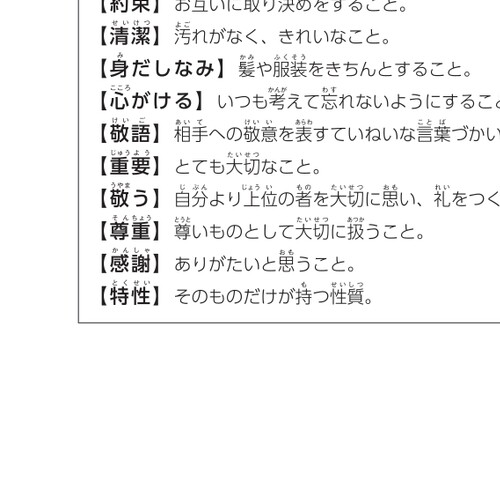 【約束】 お互いに取り決めをすること。
【清潔】 汚れがなく、きれいなこと。
【身だしなみ】 髪や服装をきちんとすること。
【心がける】 いつも考えて忘れないようにするこ
【敬語】 相手への敬意を表すていねいな言葉づかい
【重要】 とても大切なこと。
【敬う】 自分より上位の者を大切に思い、礼をつく
【尊重】 尊いものとして大切に扱うこと。
【感謝】 ありがたいと思うこと。
【特性】 そのものだけが持つ性質。